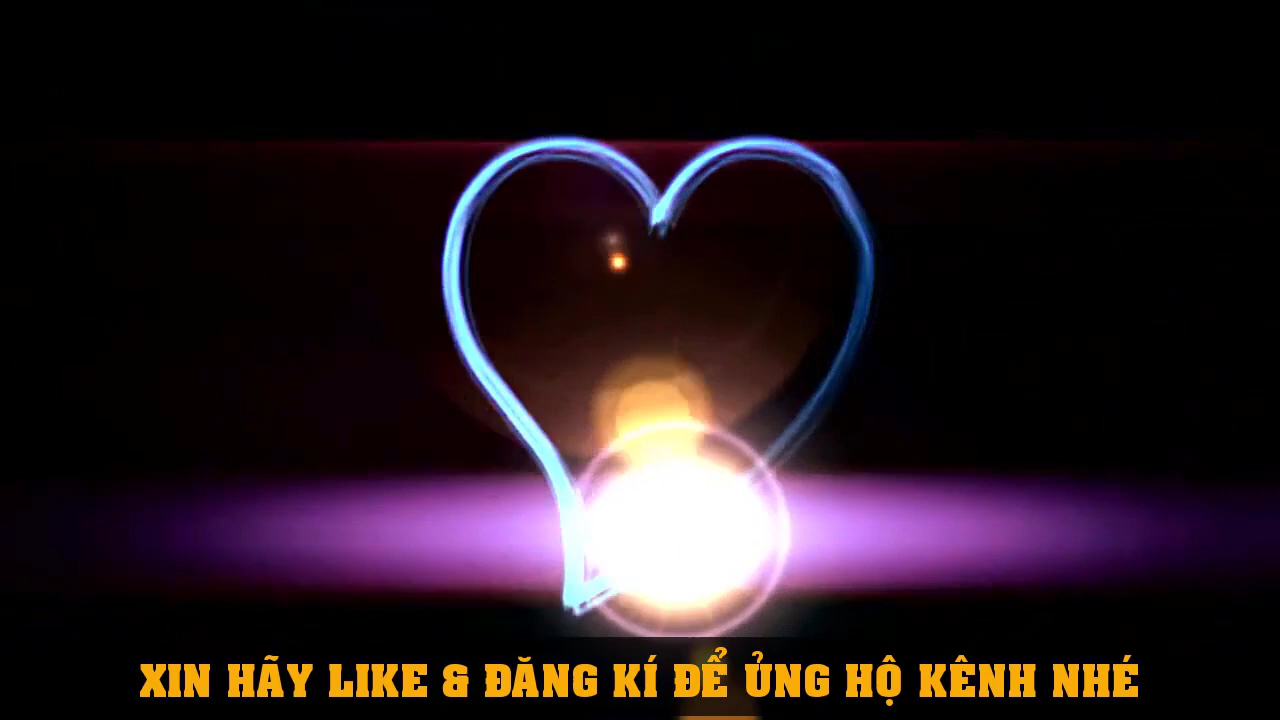 XIN HÃY LIKE & ĐĂNG KÍ ĐỂ ỦNG HỘ KÊNH NHÉ